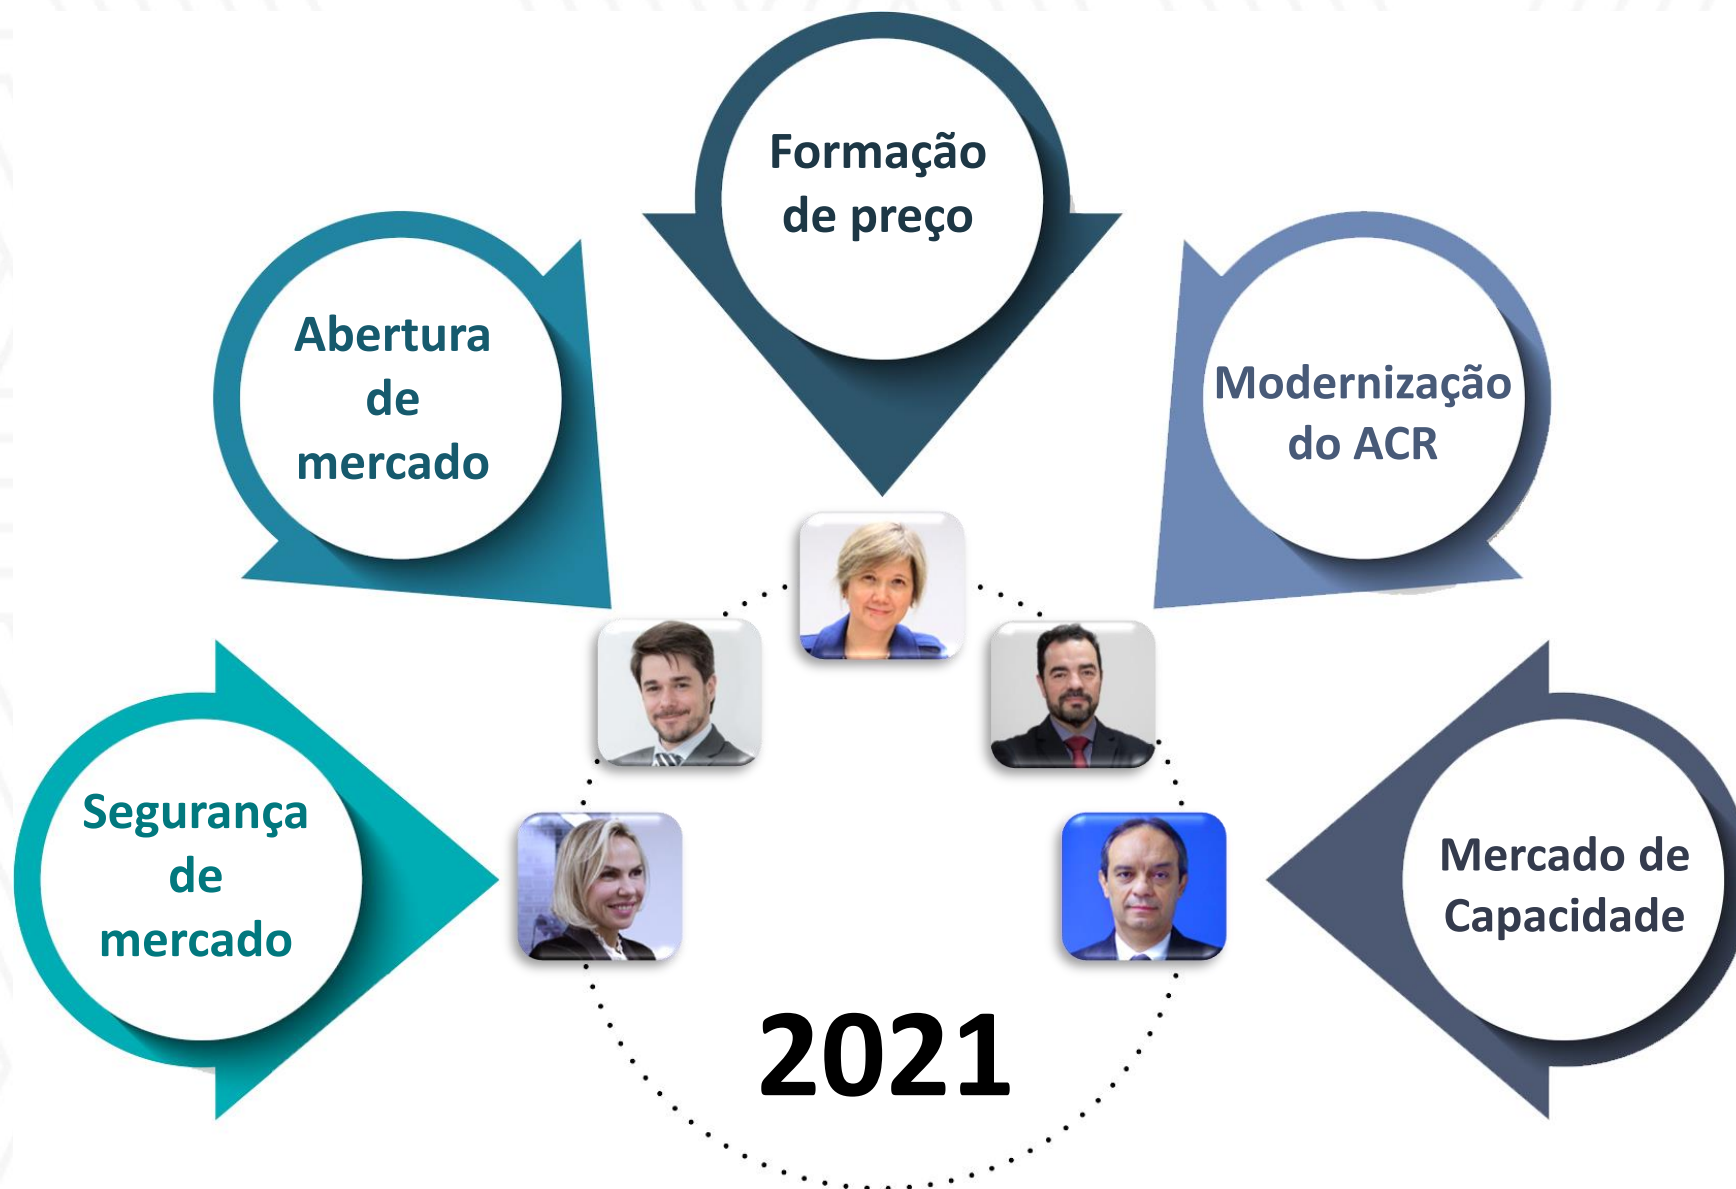 Formação
de preço
Abertura
de
mercado
Modernização
do ACR
Segurança
de
mercado
Mercado de
Capacidade
2021